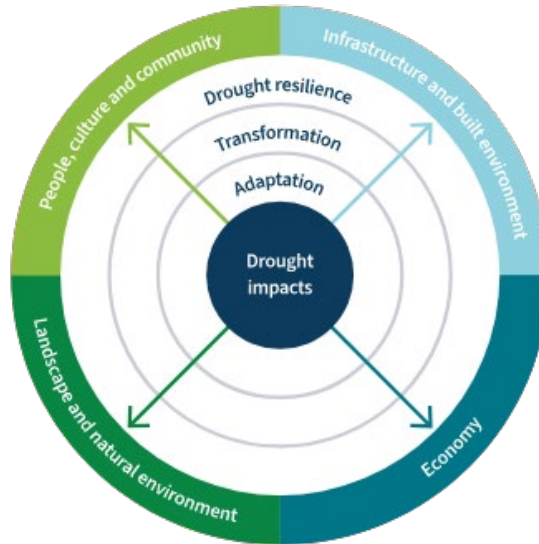 People, culture and community
Infrastructure and built environment
Drought resilience
Transformation
Adaptation
Drought
impacts
Landscape and natural environment
Economy